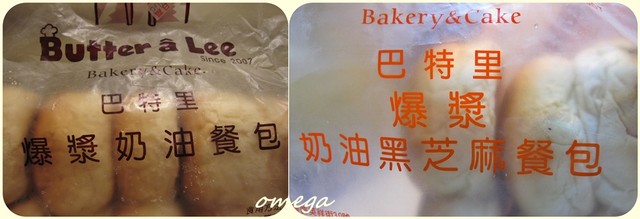 Butter a Lee
since 2007
Bakery & Cake
巴特里
爆漿奶油餐包
Bakery & Cake
巴特里
爆漿
奶油黑芝麻餐包
omega